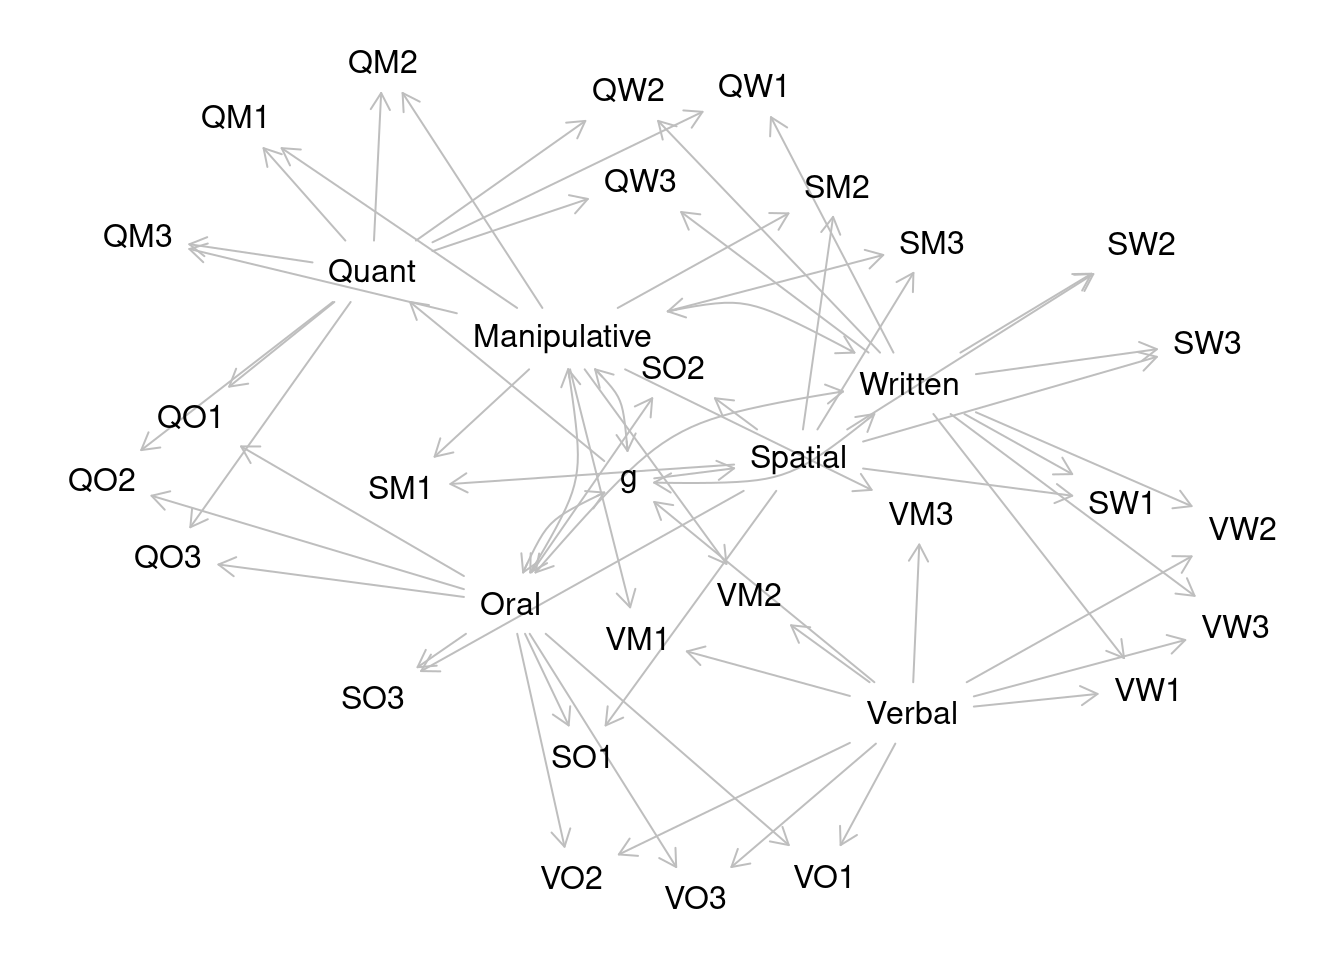 QM2
QW1
QW2
QM1
QW3
SM2
QM3
SM3
SW2
Quant
Manipulative
SW3
SO2
Written
QO1
Spatial
QO2
g
SM1
SW1
VM3
VW2
QO3
VM2
Oral
VW3
VM1
VW1
SO3
Verbal
SO1
VO2
VO1
VO3